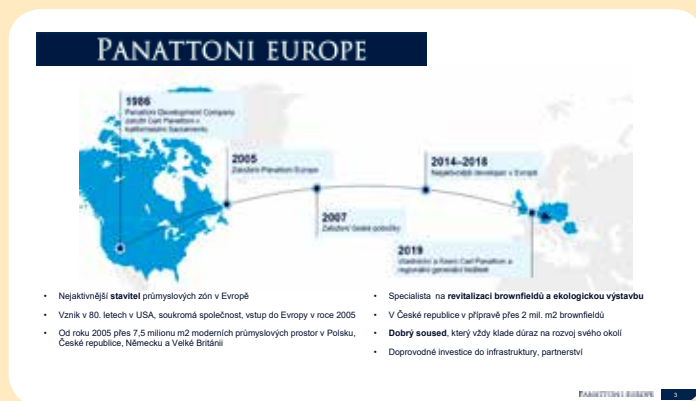 PANATTONI EUROPE
1986
Panattoni Development Company
založil Carl Panattoni v
kalifornském Sacramentu
2005
Založení Panattoni Europe
2014–2018
Nejaktivnější developer v Evropě
2007
Založení české pobočky
2019
Vlastnictví a řízení Carl Panattoni a
regionální generální ředitelé
• Nejaktivnější stavitel průmyslových zón v Evropě
• Vznik v 80. letech v USA, soukromá společnost, vstup do Evropy v roce 2005
• Od roku 2005 přes 7,5 milionu m2 moderních průmyslových prostor v Polsku,
České republice, Německu a Velké Británii
• Specialista na revitalizaci brownfieldů a ekologickou výstavbu
• V České republice v přípravě přes 2 mil. m2 brownfieldů
• Dobrý soused, který vždy klade důraz na rozvoj svého okolí
• Doprovodné investice do infrastruktury, partnerství
PANATTONI EUROPE 3